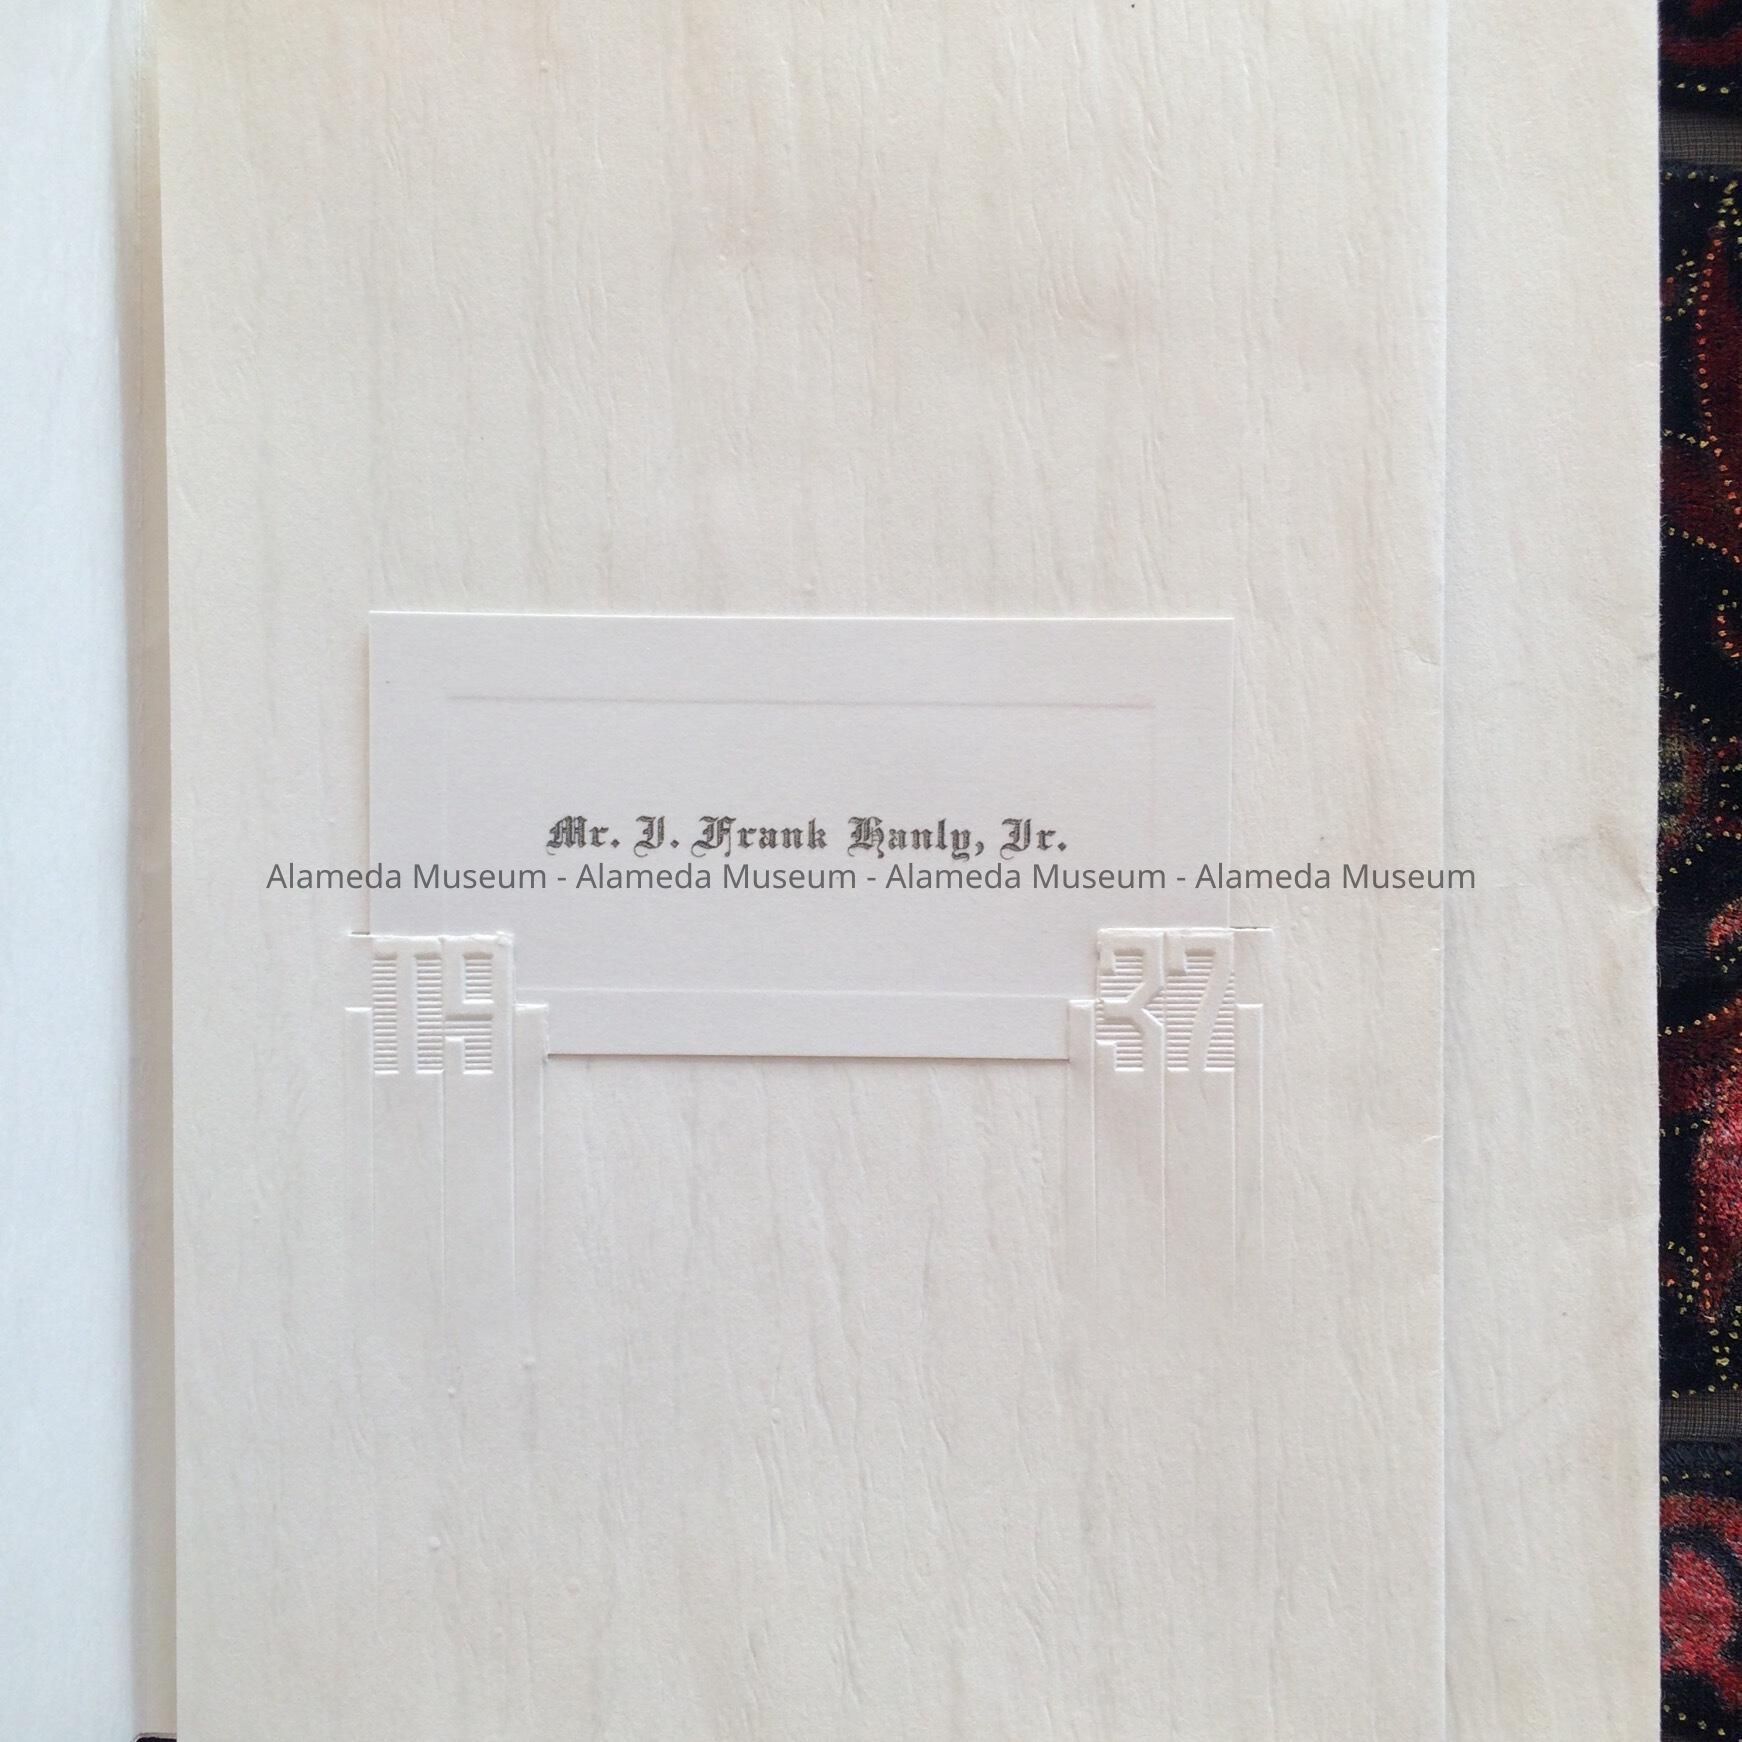 Mr. J. Frank Hanly, Jr.
Alameda Museum - Alameda Museum - Alameda Museum - Alameda Museum
19 37